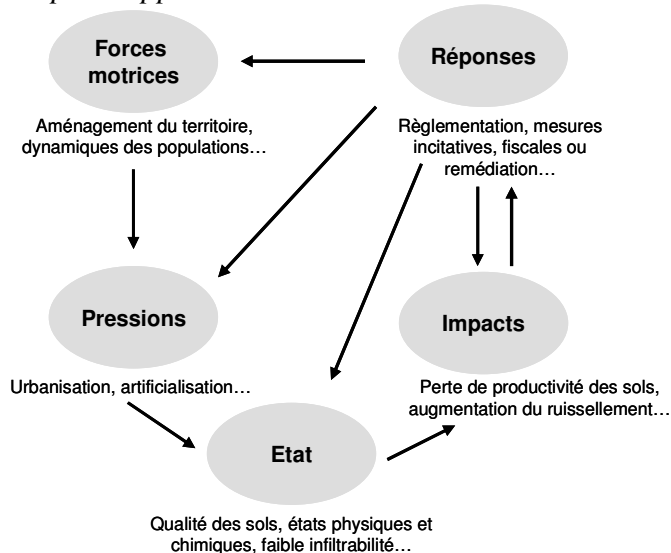 Forces
motrices
Réponses
Aménagement du territoire,
dynamiques des populations…
Règlementation, mesures
incitatives, fiscales ou
remédiation…
Pressions
Impacts
Urbanisation, artificialisation…
Perte de productivité des sols,
augmentation du ruissellement…
Etat
Qualité des sols, états physiques et
chimiques, faible infiltrabilité…